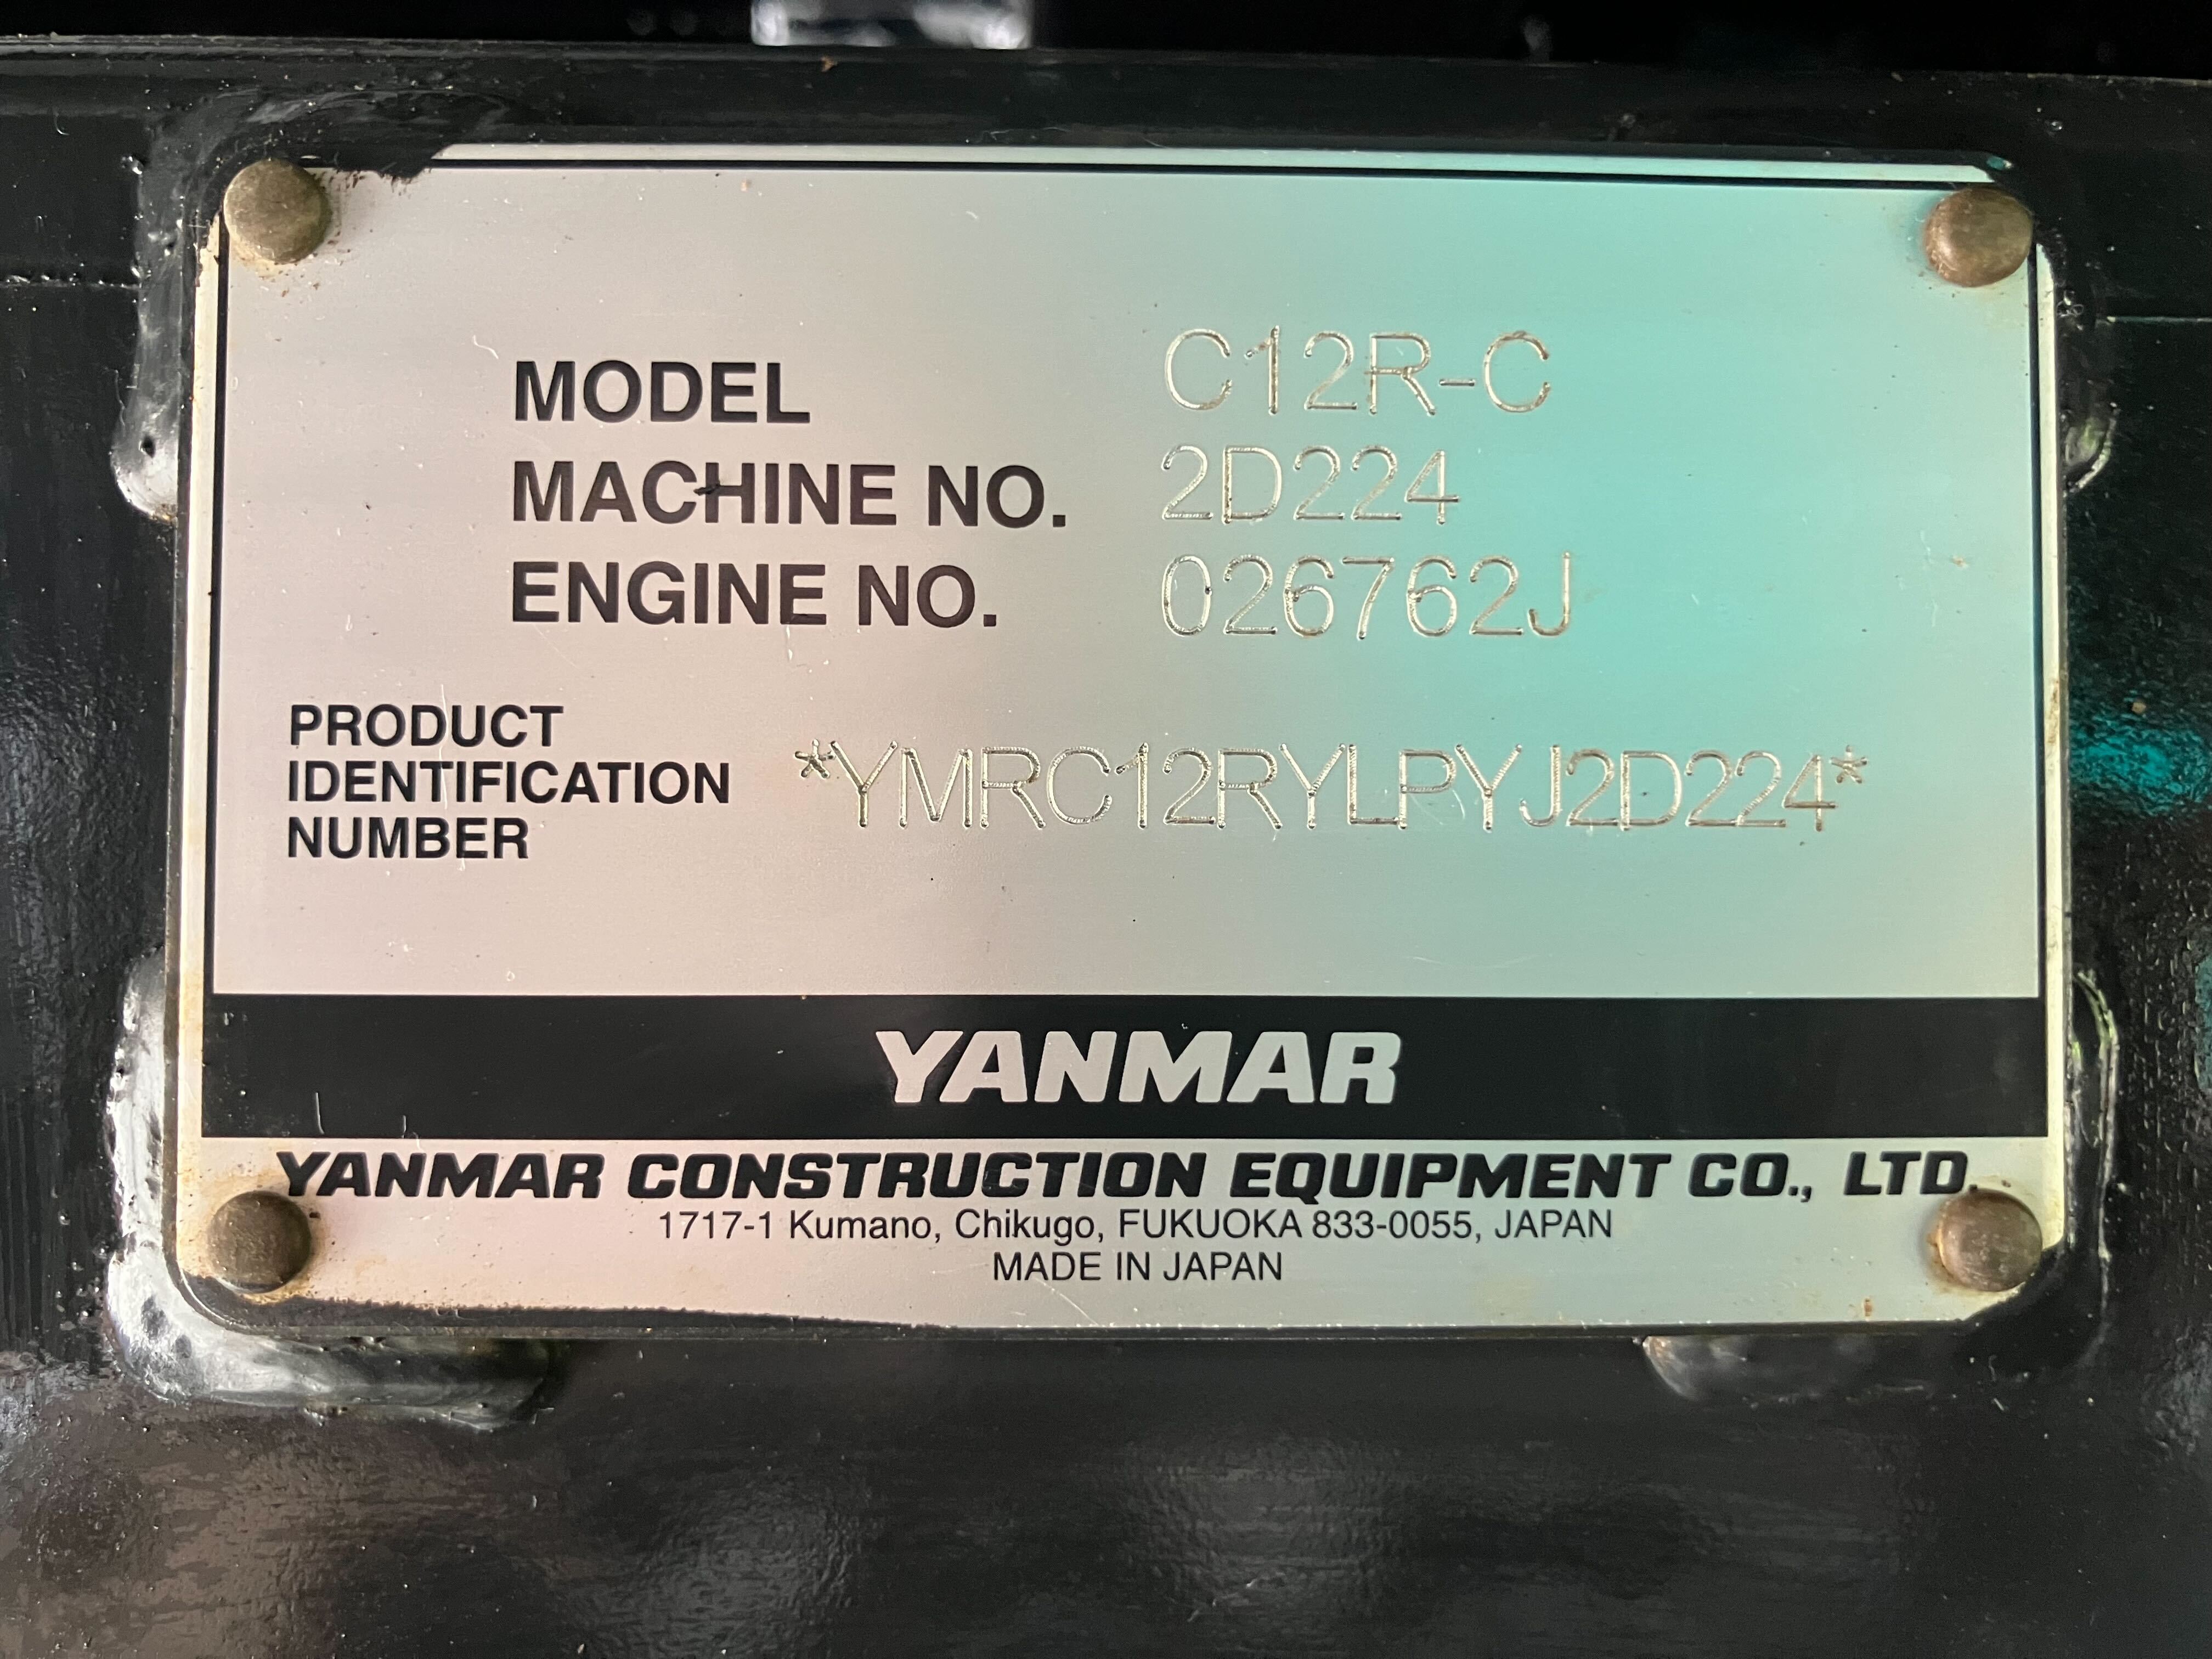 MODEL C12R-C
MACHINE NO. 2D224
ENGINE NO. 026762J
PRODUCT
IDENTIFICATION
NUMBER
*YMRC12RYLPYJ2D224*
YANMAR
YANMAR CONSTRUCTION EQUIPMENT CO., LTD.
1717-1 Kumano, Chikugo, FUKUOKA 833-0055, JAPAN
MADE IN JAPAN